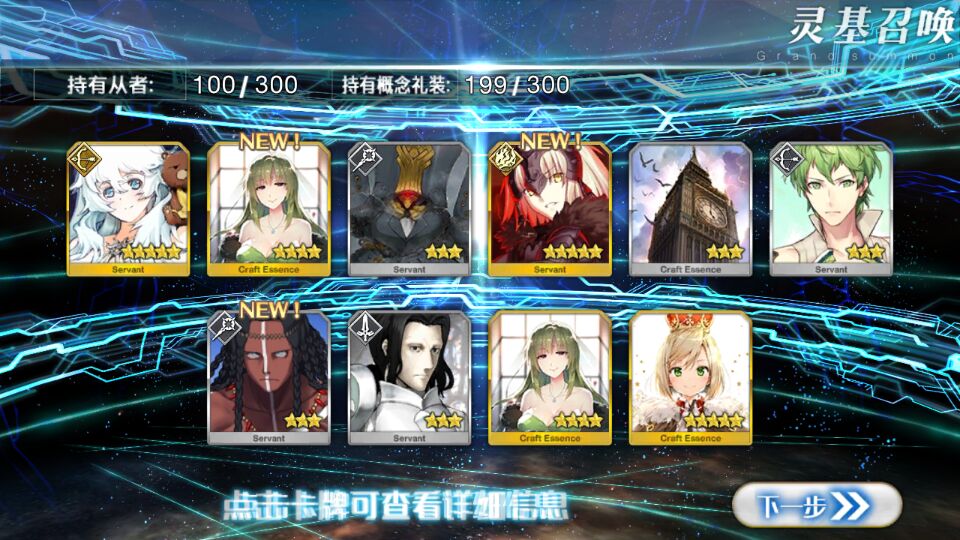 灵基召唤
Grand summon
持有从者: 100 / 300 持有概念礼装: 199 / 300
NEW! NEW!
Servant Craft Essence Servant Servant Craft Essence Servant
NEW!
Servant Servant Craft Essence Craft Essence
点击卡牌可查看详细信息
下一步